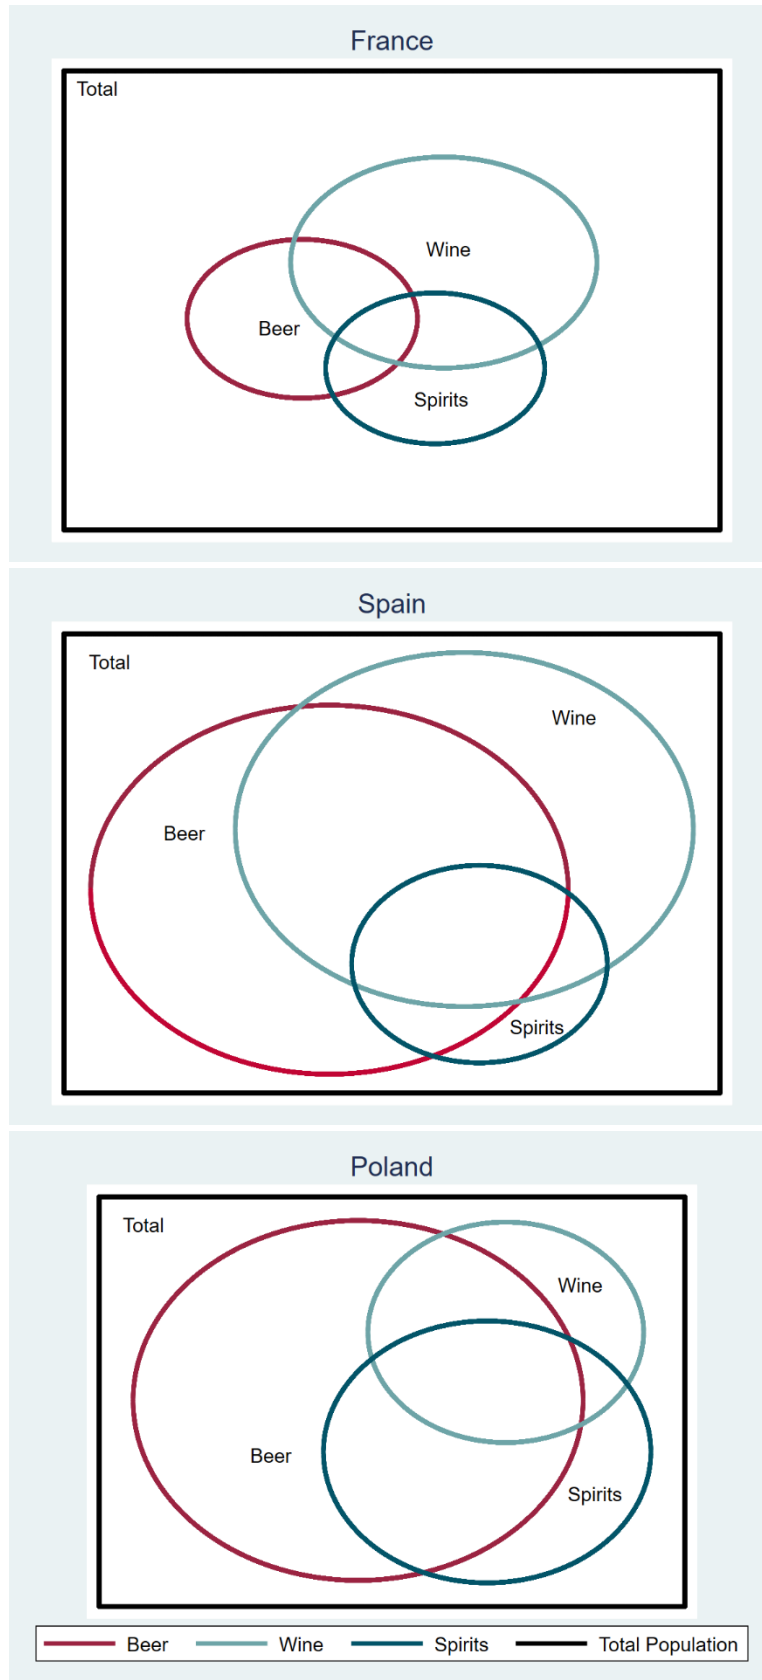 France
Total
Wine
Beer
Spirits
Spain
Total
Wine
Beer
Spirits
Poland
Total
Wine
Beer
Spirits
Beer Wine Spirits Total Population